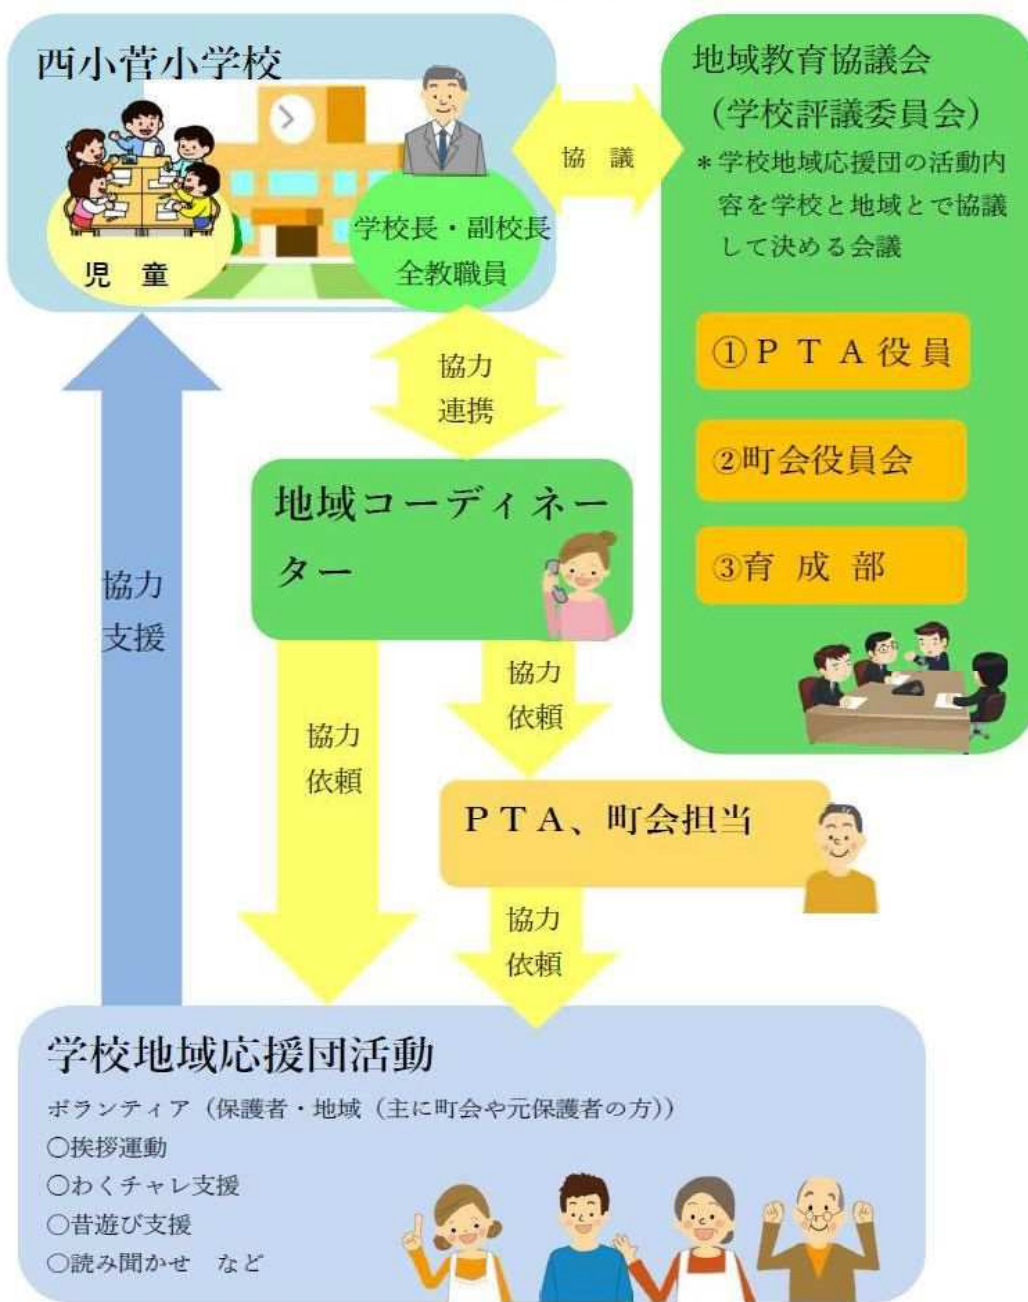 西小菅小学校
児　童
学校長・副校長
全教職員
協　議
地域教育協議会
（学校評議委員会）
＊学校地域応援団の活動内
容を学校と地域とで協議
して決める会議
①ＰＴＡ役員
②町会役員会
③育成部
協力
連携
地域コーディネー
ター
協力
支援
協力
依頼
協力
依頼
ＰＴＡ、町会担当
協力
依頼
学校地域応援団活動
ボランティア（保護者・地域（主に町会や元保護者の方））
○挨拶運動
○わくチャレ支援
○昔遊び支援
○読み聞かせ　など